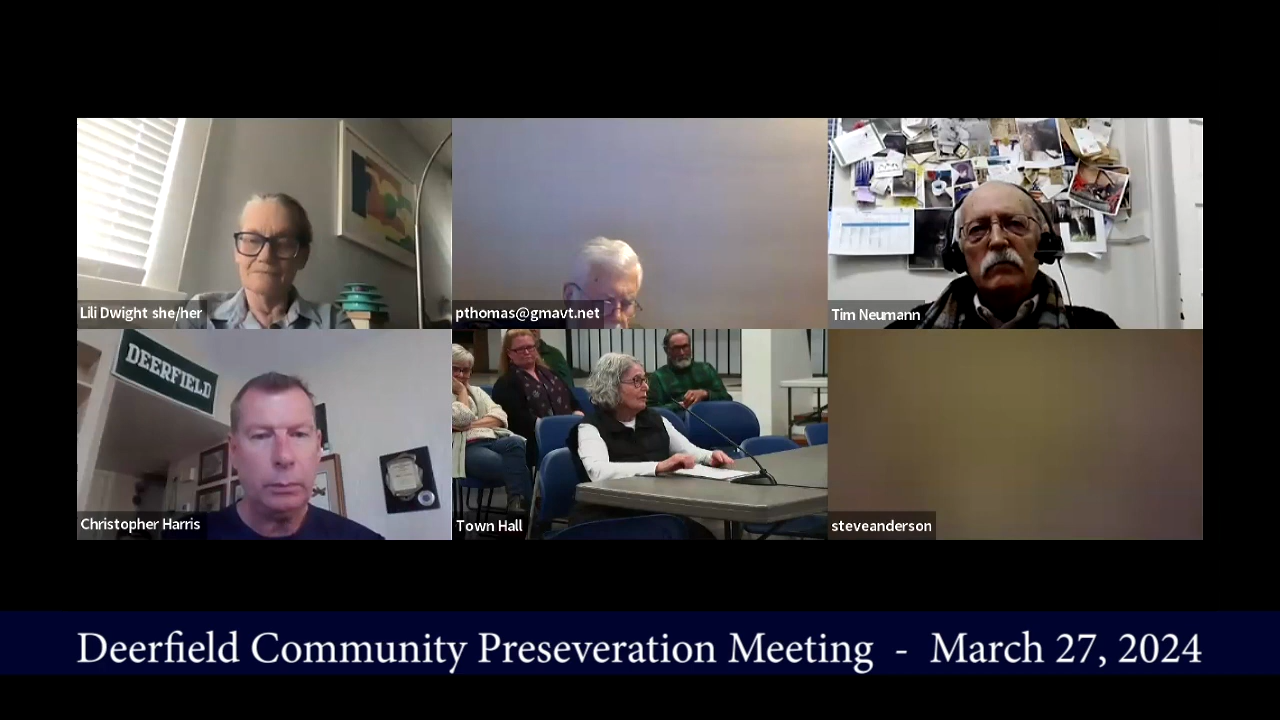 Lili Dwight she/her
pthomas@gmavt.net
Tim Neumann
DEERFIELD
Christopher Harris
Town Hall
steveanderson
Deerfield Community Preseveration Meeting - March 27, 2024